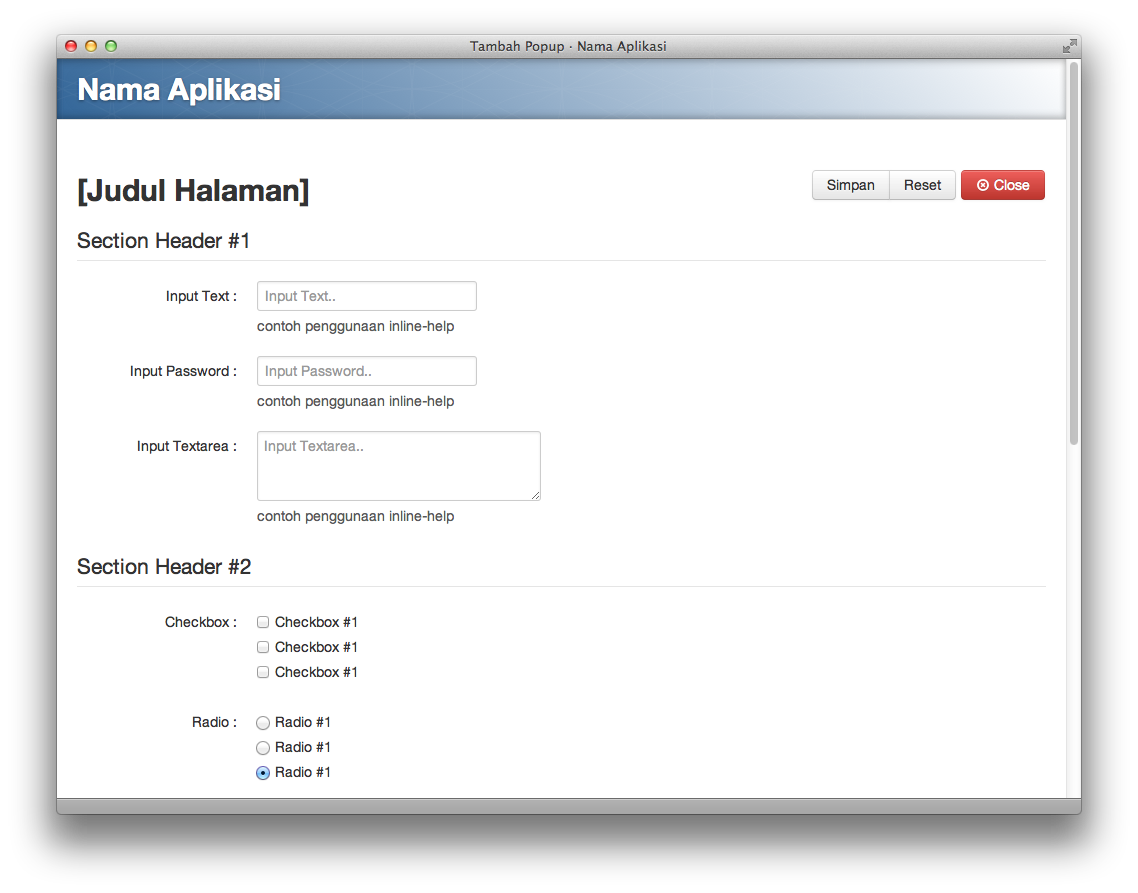 Tambah Popup · Nama Aplikasi
Nama Aplikasi
[Judul Halaman]
Simpan
Reset
Close
Section Header #1
Input Text :
Input Text..
contoh penggunaan inline-help
Input Password :
Input Password..
contoh penggunaan inline-help
Input Textarea :
Input Textarea..
contoh penggunaan inline-help
Section Header #2
Checkbox :
Checkbox #1
Checkbox #1
Checkbox #1
Radio :
Radio #1
Radio #1
Radio #1